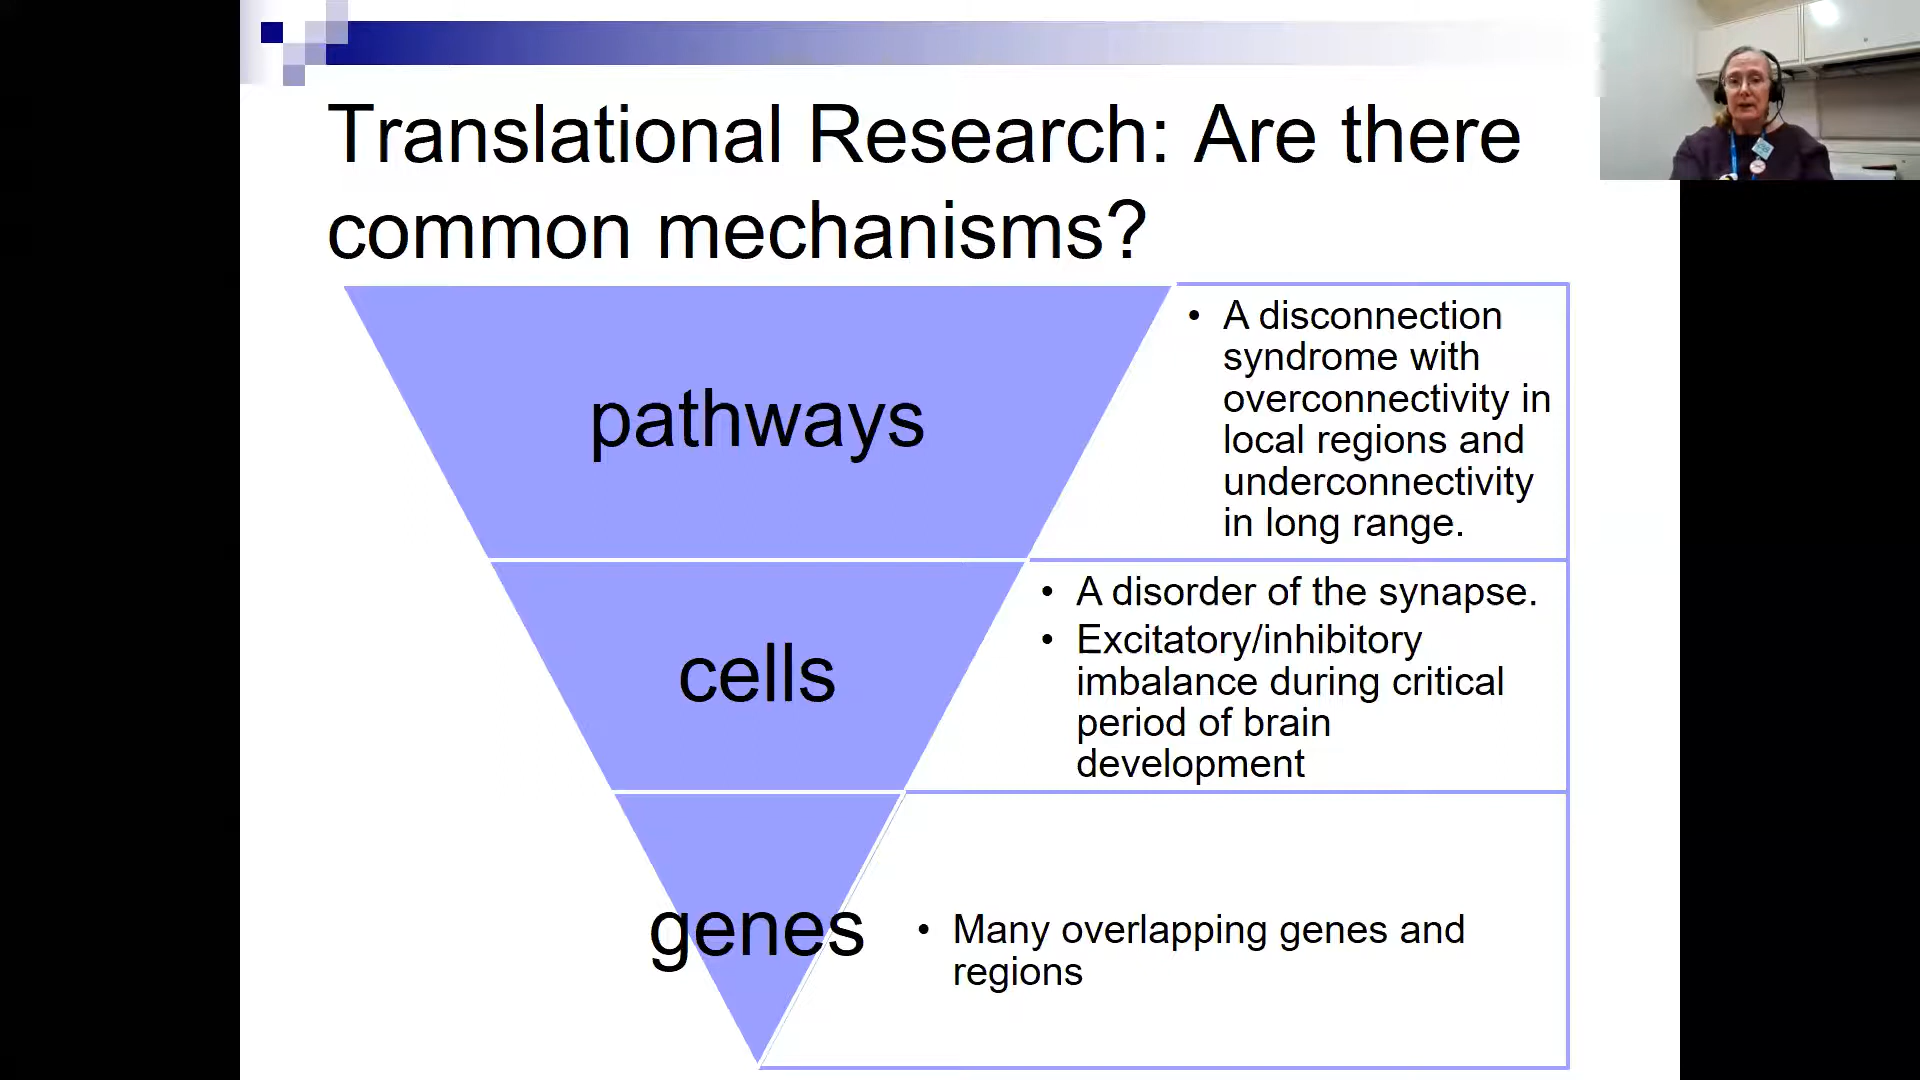 Translational Research: Are there
common mechanisms?
pathways
• A disconnection
syndrome with
overconnectivity in
local regions and
underconnectivity
in long range.
cells
• A disorder of the synapse.
• Excitatory/inhibitory
imbalance during critical
period of brain
development
genes
• Many overlapping genes and
regions